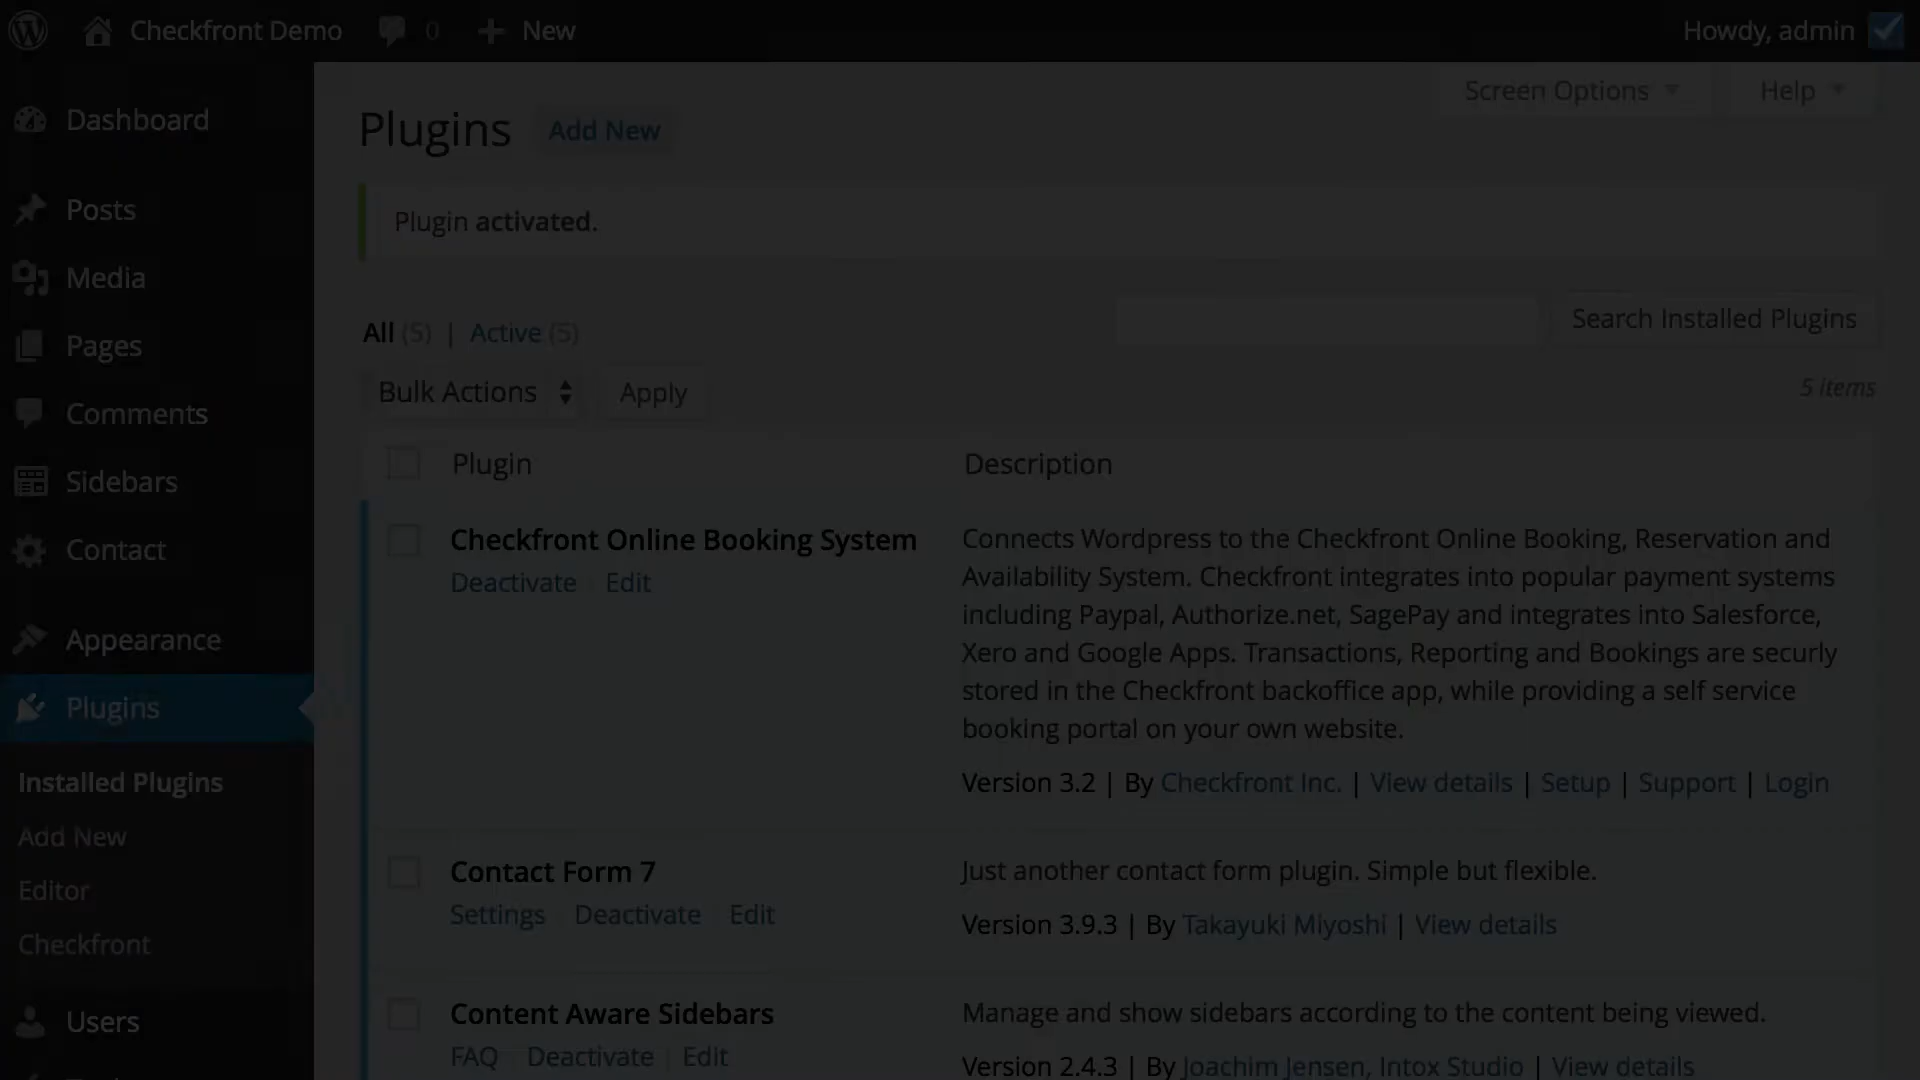 Checkfront Demo 0 New Howdy, admin
Screen Options Help
Dashboard
Posts
Media
Pages
Comments
Sidebars
Contact
Appearance
Plugins
Installed Plugins
Add New
Editor
Checkfront
Users
Plugins Add New
Plugin activated.
All (5) | Active (5)
Search Installed Plugins
Bulk Actions Apply
5 items
Plugin Description
Checkfront Online Booking System
Deactivate Edit
Connects Wordpress to the Checkfront Online Booking, Reservation and
Availability System. Checkfront integrates into popular payment systems
including Paypal, Authorize.net, SagePay and integrates into Salesforce,
Xero and Google Apps. Transactions, Reporting and Bookings are securly
stored in the Checkfront backoffice app, while providing a self service
booking portal on your own website.
Version 3.2 | By Checkfront Inc. | View details | Setup | Support | Login
Contact Form 7
Settings Deactivate Edit
Just another contact form plugin. Simple but flexible.
Version 3.9.3 | By Takayuki Miyoshi | View details
Content Aware Sidebars
FAQ Deactivate Edit
Manage and show sidebars according to the content being viewed.
Version 2.4.3 | By Joachim Jensen, Intox Studio | View details